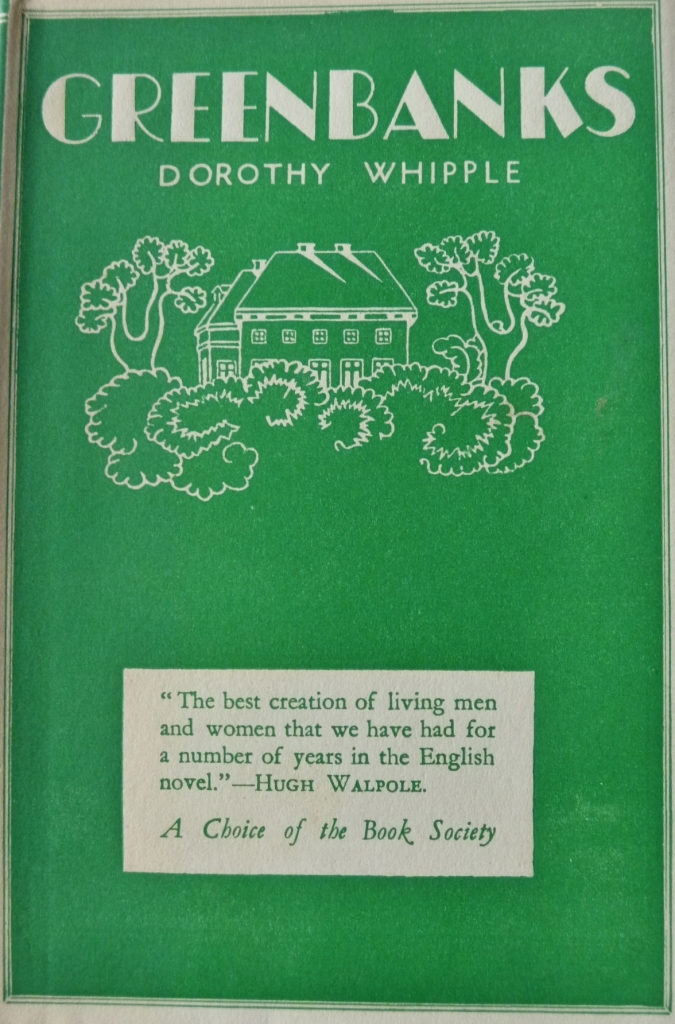 GREENBANKS
DOROTHY WHIPPLE
“The best creation of living men
and women that we have had for
a number of years in the English
novel.”—HUGH WALPOLE.
A Choice of the Book Society